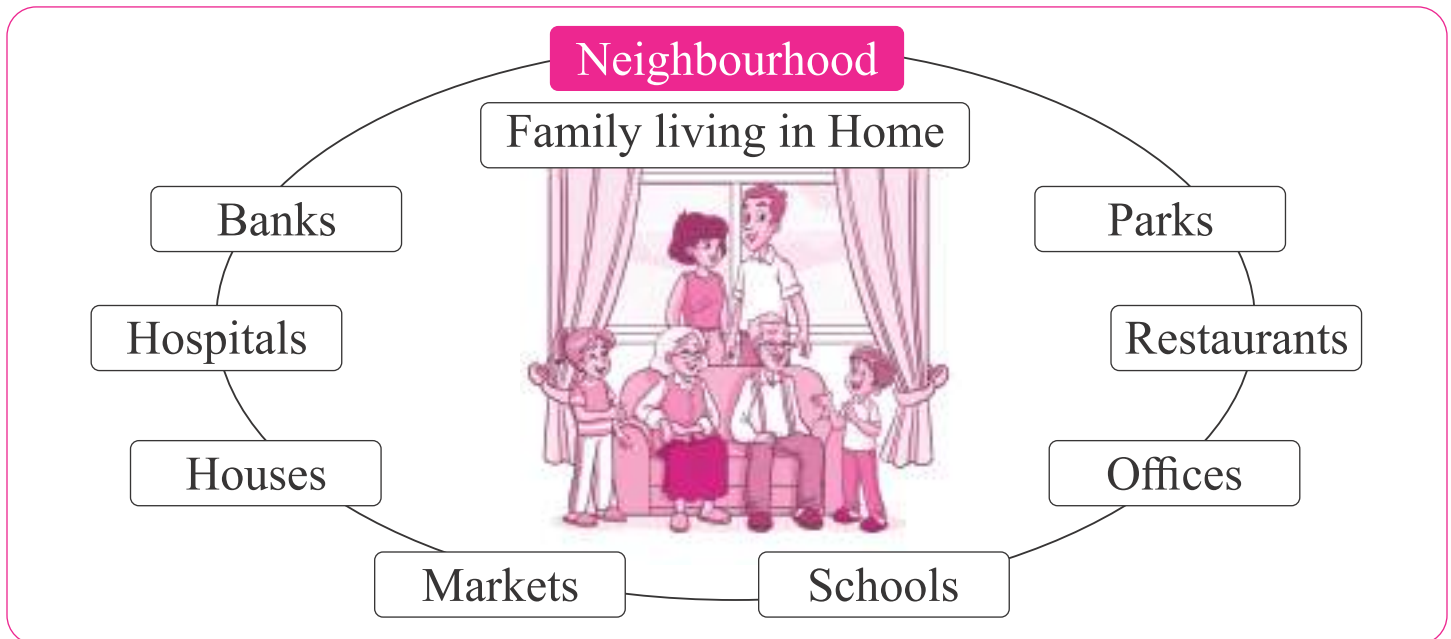 Neighbourhood
Family living in Home
Banks
Parks
Hospitals
Restaurants
Houses
Offices
Markets
Schools